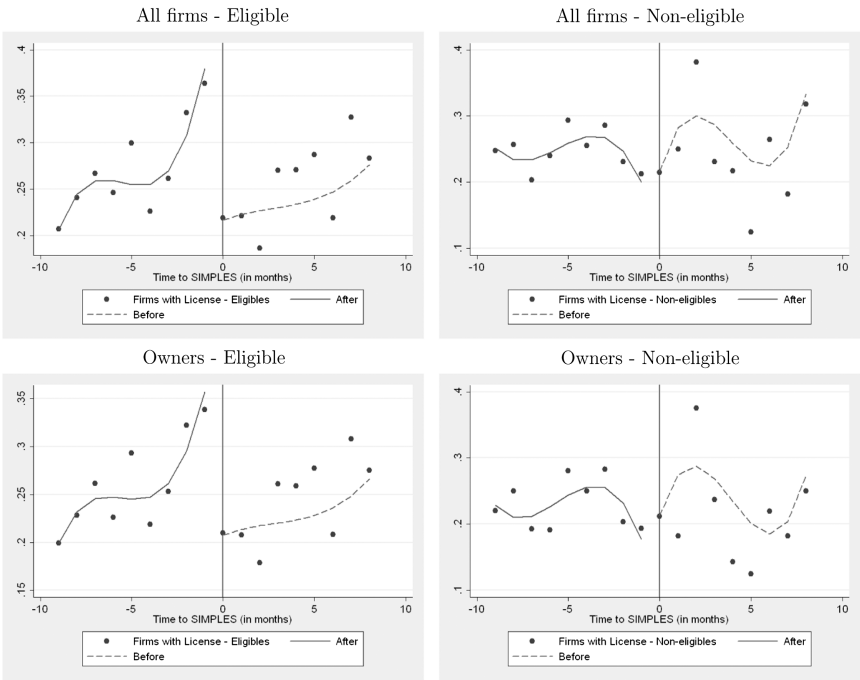 All firms - Eligible
.4
.35
.3
.25
.2
-10 -5 0 5 10
Time to SIMPLES (in months)
Firms with License - Eligibles After
Before
All firms - Non-eligible
.4
.3
.2
.1
-10 -5 0 5 10
Time to SIMPLES (in months)
Firms with License - Non-eligibles After
Before
Owners - Eligible
.35
.3
.25
.2
.15
-10 -5 0 5 10
Time to SIMPLES (in months)
Firms with License - Eligibles After
Before
Owners - Non-eligible
.4
.3
.2
.1
-10 -5 0 5 10
Time to SIMPLES (in months)
Firms with License - Non-eligibles After
Before